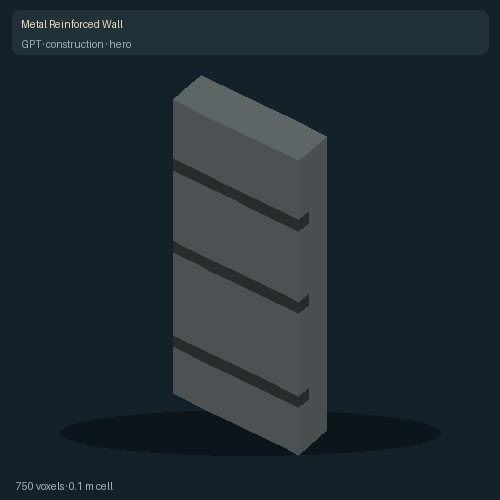 Metal Reinforced Wall
GPT · construction · hero
750 voxels · 0.1 m cell